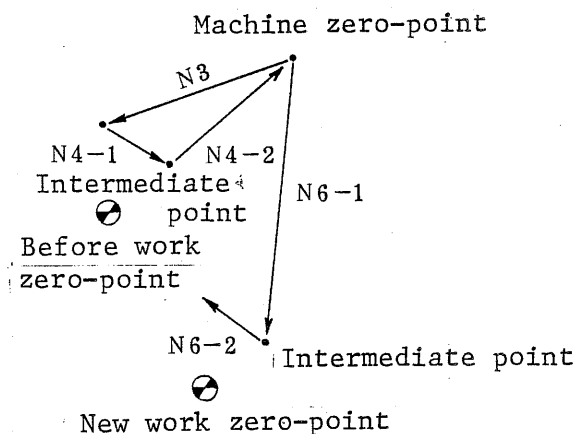 Machine zero-point
N3
N4-1
N4-2
Intermediate
point
N6-1
Before work
zero-point
N6-2
Intermediate point
New work zero-point